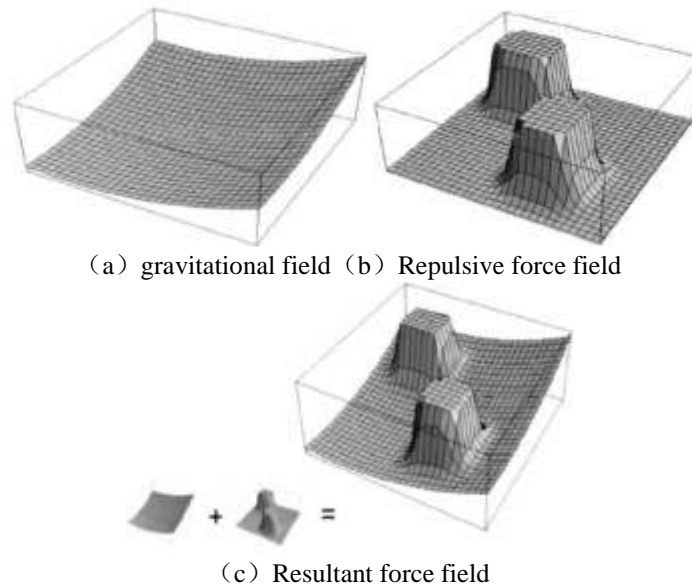 （a）gravitational field（b）Repulsive force field
+ =
（c）Resultant force field